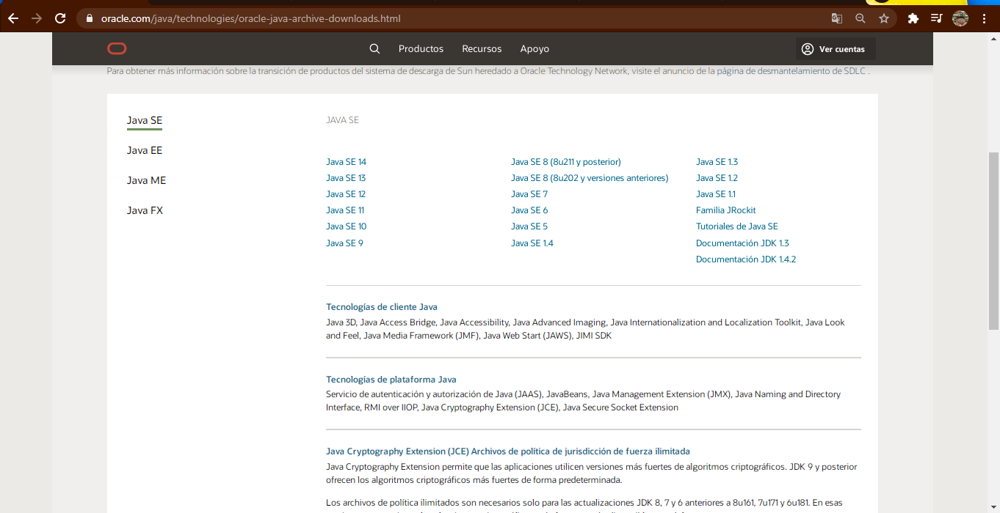 oracle.com/java/technologies/oracle-java-archive-downloads.html
Productos
Recursos
Apoyo
Ver cuentas
Para obtener más información sobre la transición de productos del sistema de descarga de Sun heredado a Oracle Technology Network, visite el anuncio de la página de desmantelamiento de SDLC .
Java SE
Java EE
Java ME
Java FX
JAVA SE
Java SE 14
Java SE 13
Java SE 12
Java SE 11
Java SE 10
Java SE 9
Java SE 8 (8u211 y posterior)
Java SE 8 (8u202 y versiones anteriores)
Java SE 7
Java SE 6
Java SE 5
Java SE 1.4
Java SE 1.3
Java SE 1.2
Java SE 1.1
Familia JRockit
Tutoriales de Java SE
Documentación JDK 1.3
Documentación JDK 1.4.2
Tecnologías de cliente Java
Java 3D, Java Access Bridge, Java Accessibility, Java Advanced Imaging, Java Internationalization and Localization Toolkit, Java Look
and Feel, Java Media Framework (JMF), Java Web Start (JAWS), JIMI SDK
Tecnologías de plataforma Java
Servicio de autenticación y autorización de Java (JAAS), JavaBeans, Java Management Extension (JMX), Java Naming and Directory
Interface, RMI over IIOP, Java Cryptography Extension (JCE), Java Secure Socket Extension
Java Cryptography Extension (JCE) Archivos de política de jurisdicción de fuerza ilimitada
Java Cryptography Extension permite que las aplicaciones utilicen versiones más fuertes de algoritmos criptográficos. JDK 9 y posterior
ofrecen los algoritmos criptográficos más fuertes de forma predeterminada.
Los archivos de política ilimitados son necesarios solo para las actualizaciones JDK 8, 7 y 6 anteriores a 8u161, 7u171 y 6u181. En esas